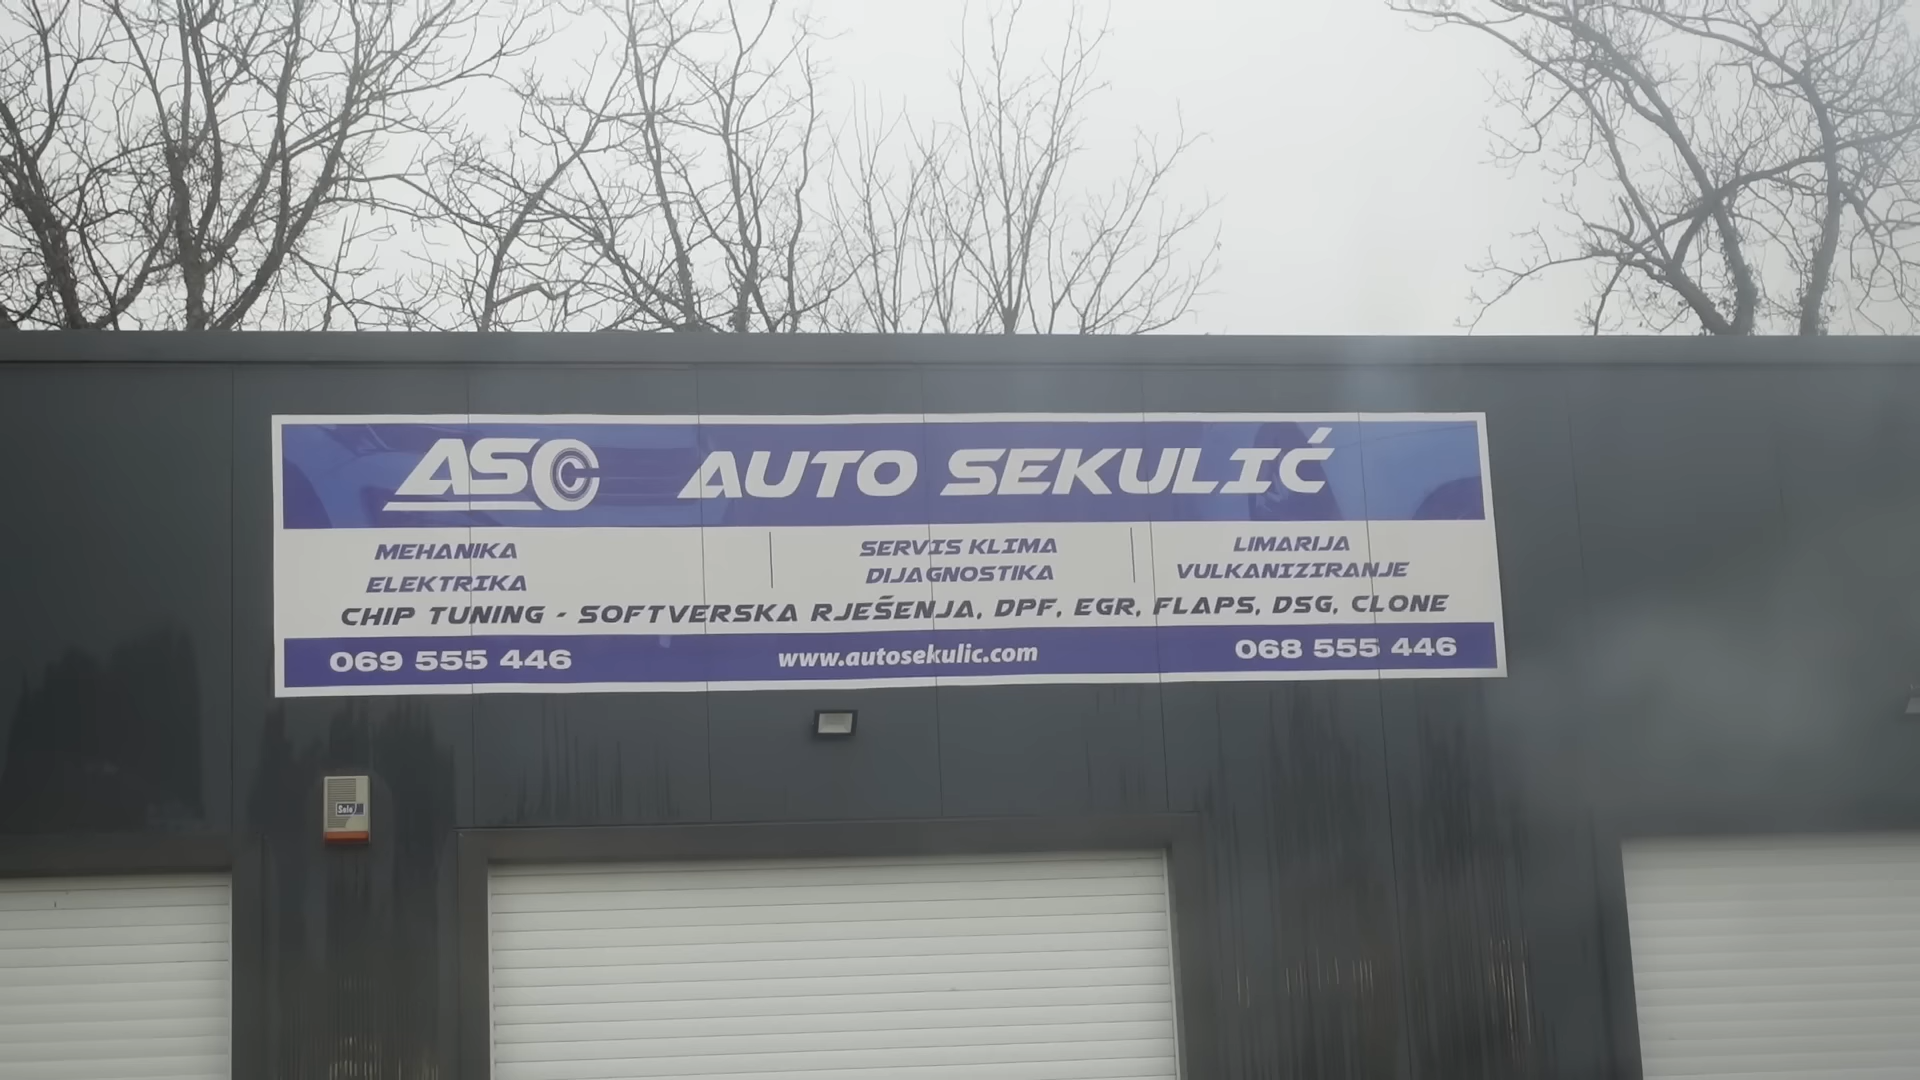 ASC AUTO SEKULIĆ
MEHANIKA
ELEKTRIKA
SERVIS KLIMA
DIJAGNOSTIKA
LIMARIJA
VULKANIZIRANJE
CHIP TUNING - SOFTVERSKA RJEŠENJA, DPF, EGR, FLAPS, DSG, CLONE
069 555 446
www.autosekulic.com
068 555 446